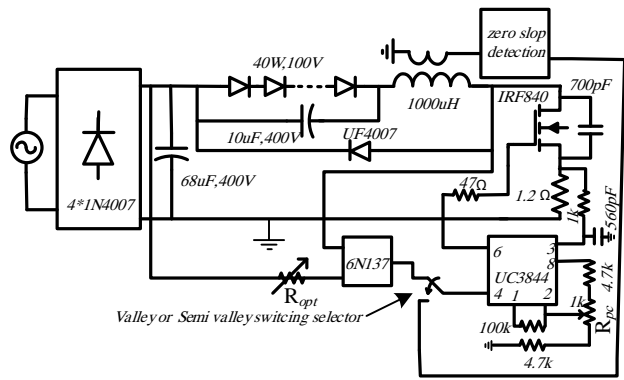 zero slop
detection
40W,100V
700pF
IRF840
1000uH
10uF,400V
UF4007
68uF,400V
4*1N4007
47Ω
1.2 Ω
1k
560pF
6N137
R_opt
6
3
8
UC3844
4
1
2
4.7k
1k
R_pc
100k
4.7k
Valley or Semi valley switcing selector